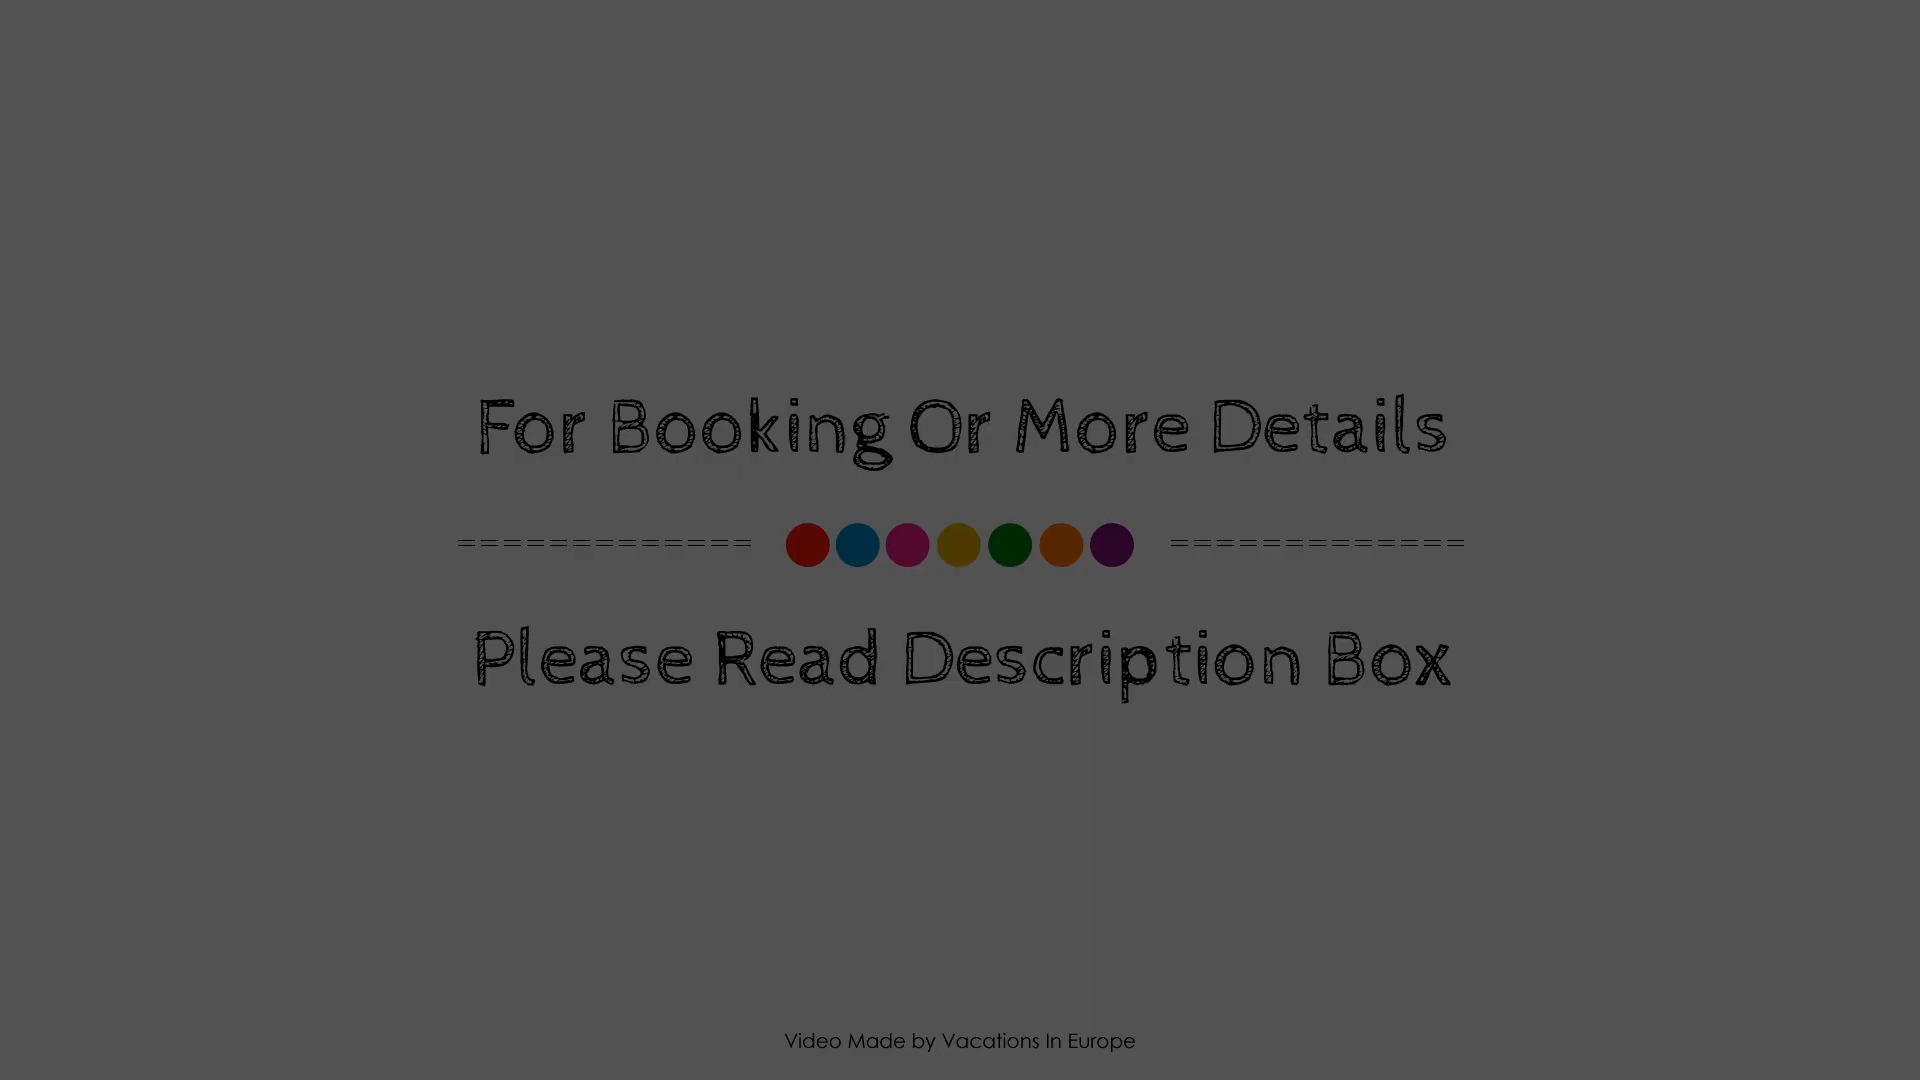 For Booking Or More Details
============= =============
Please Read Description Box
Video Made by Vacations In Europe